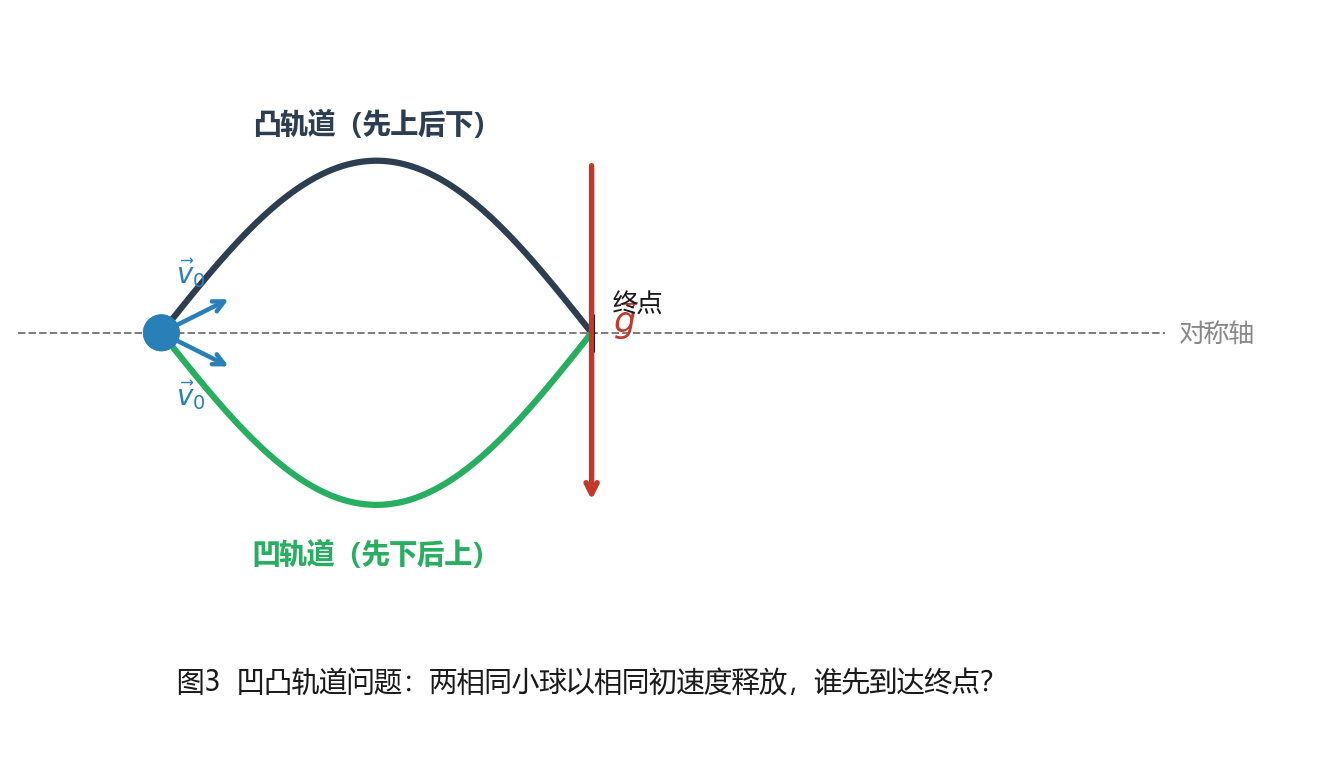 凸轨道（先上后下）
v⃗₀
终点
g⃗
对称轴
v⃗₀
凹轨道（先下后上）
图3 凹凸轨道问题：两相同小球以相同初速度释放，谁先到达终点？